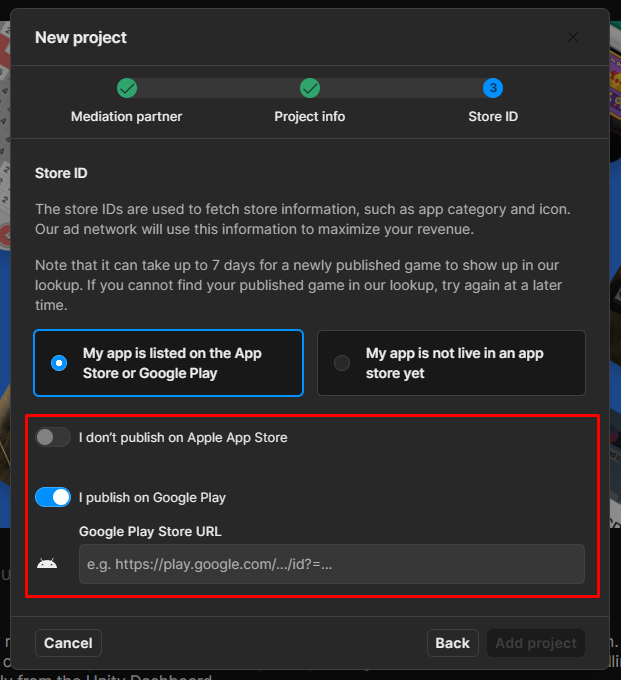 New project
3
Mediation partner
Project info
Store ID
Store ID
The store IDs are used to fetch store information, such as app category and icon.
Our ad network will use this information to maximize your revenue.
Note that it can take up to 7 days for a newly published game to show up in our
lookup. If you cannot find your published game in our lookup, try again at a later
time.
My app is listed on the App
Store or Google Play
My app is not live in an app
store yet
I don't publish on Apple App Store
I publish on Google Play
Google Play Store URL
e.g. https://play.google.com/.../id?=...
Cancel
Back
Add project
from the Unity Dashboard